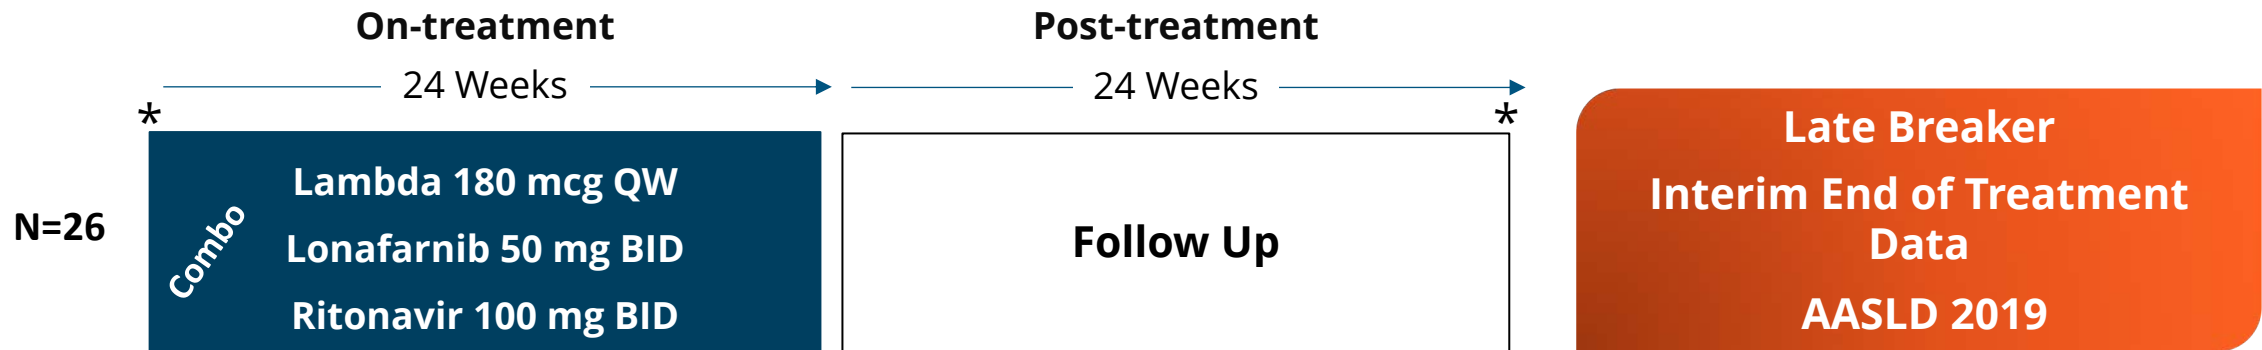 On-treatment
Post-treatment
24 Weeks
24 Weeks
*
*
N=26
Combo
Lambda 180 mcg QW
Lonafarnib 50 mg BID
Ritonavir 100 mg BID
Follow Up
Late Breaker
Interim End of Treatment
Data
AASLD 2019